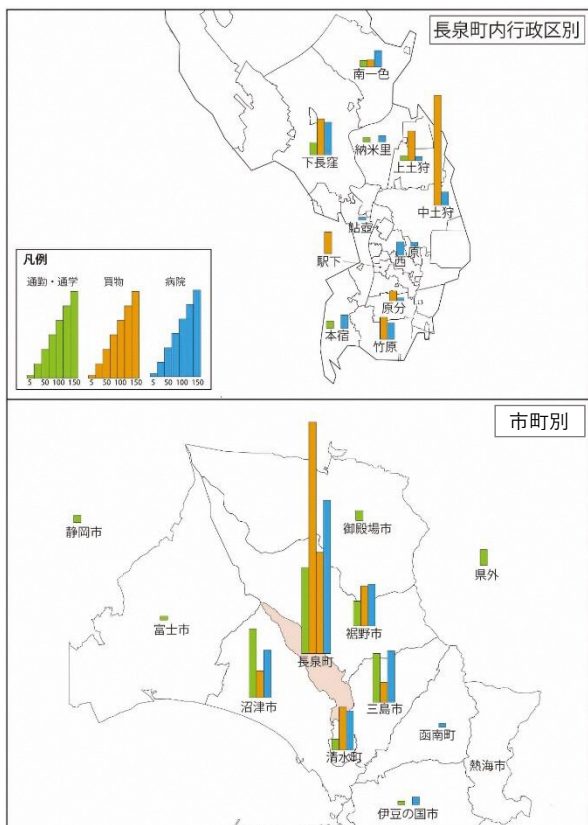 長泉町内行政区別
南一色
納米里
下長窪
上土狩
中土狩
鮎壺
駅下
西
原
原分
本宿
竹原
凡例
通勤・通学 買物 病院
5 50 100 150 5 50 100 150 5 50 100 150
市町別
静岡市
御殿場市
県外
富士市
裾野市
長泉町
沼津市
三島市
清水町
函南町
熱海市
伊豆の国市